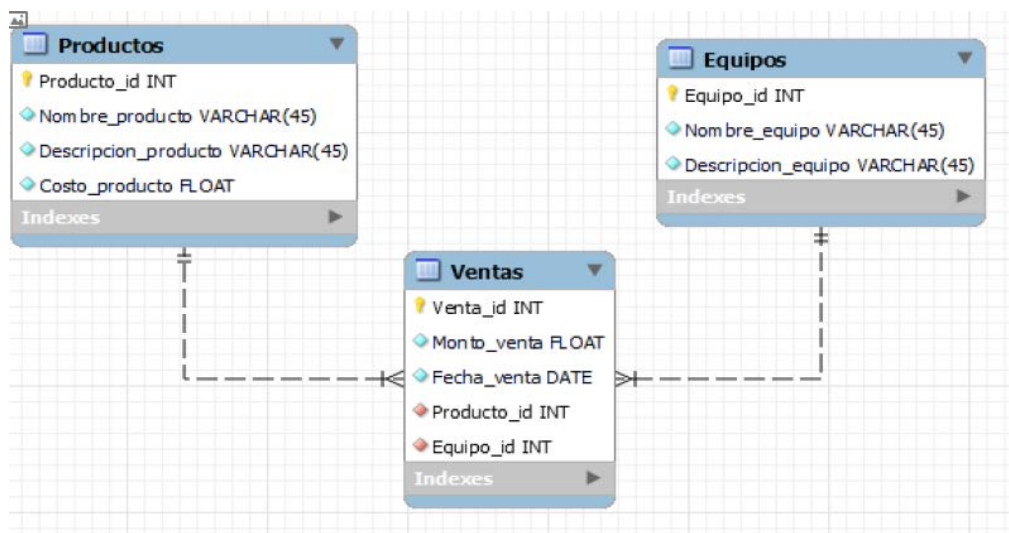 Productos
Producto_id INT
Nombre_producto VARCHAR(45)
Descripcion_producto VARCHAR(45)
Costo_producto FLOAT
Indexes
Equipos
Equipo_id INT
Nombre_equipo VARCHAR(45)
Descripcion_equipo VARCHAR(45)
Indexes
Ventas
Venta_id INT
Monto_venta FLOAT
Fecha_venta DATE
Producto_id INT
Equipo_id INT
Indexes